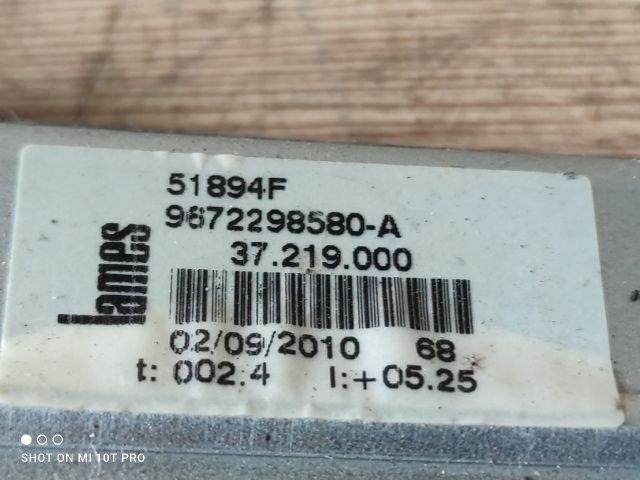 lames
51894F
9672298580-A
37.219.000
02/09/2010 68
t: 002.4 I:+05.25
SHOT ON MI 10T PRO